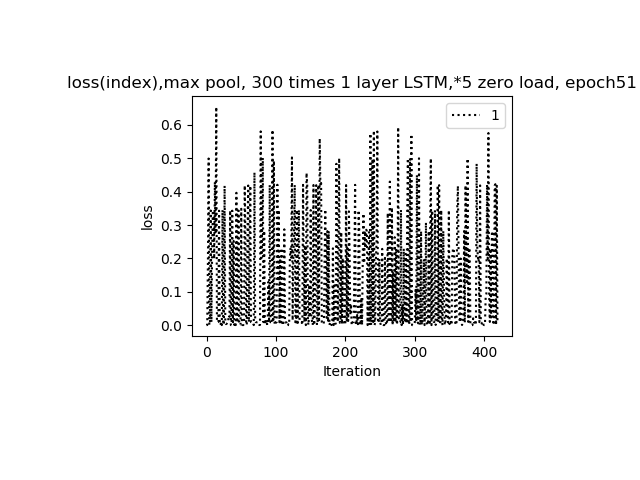 loss(index),max pool, 300 times 1 layer LSTM,*5 zero load, epoch51
1
0.6
0.5
0.4
0.3
0.2
0.1
0.0
loss
0 100 200 300 400
Iteration